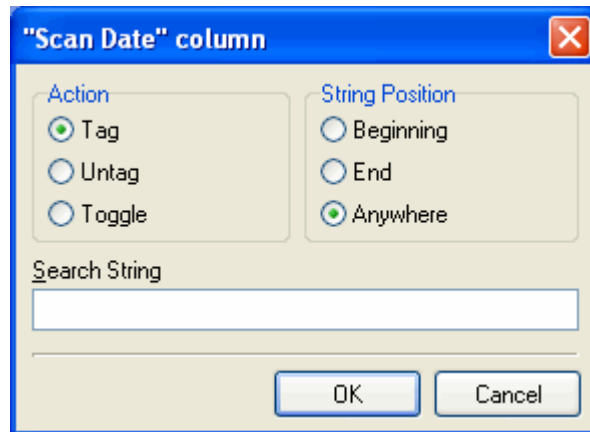 "Scan Date" column
Action
Tag
Untag
Toggle
String Position
Beginning
End
Anywhere
Search String
OK
Cancel